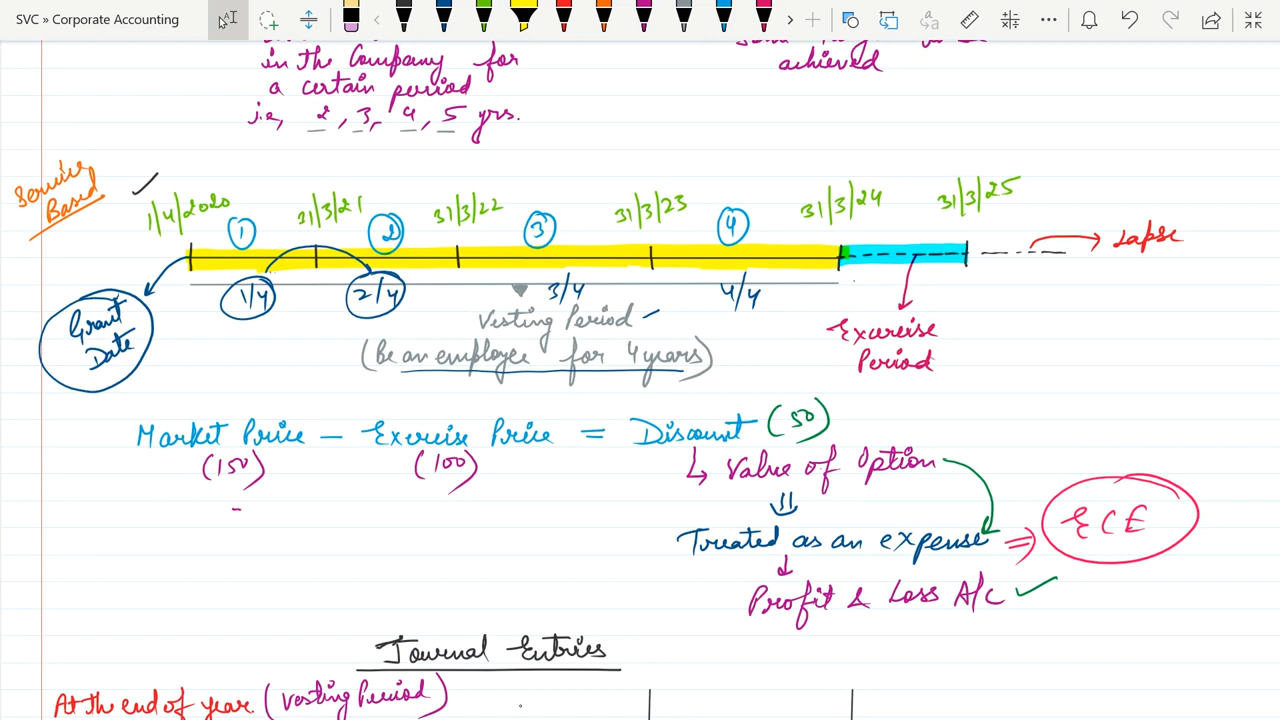 SVC » Corporate Accounting
in the Company for
a certain period
i.e, 2, 3, 4, 5 yrs.
achieved
Service
Based
1/4/2020 31/3/21 31/3/22 31/3/23 31/3/24 31/3/25
1 2 3 4
Lapse
1/4 2/4 3/4 4/4
Grant
Date
Vesting Period
(Be an employee for 4 years)
Exercise
Period
Market Price - Exercise Price = Discount (50)
(150) (100)
↳ Value of Option
Treated as an expense ⇒ ECE
Profit & Loss A/c
Journal Entries
At the end of year (Vesting Period)